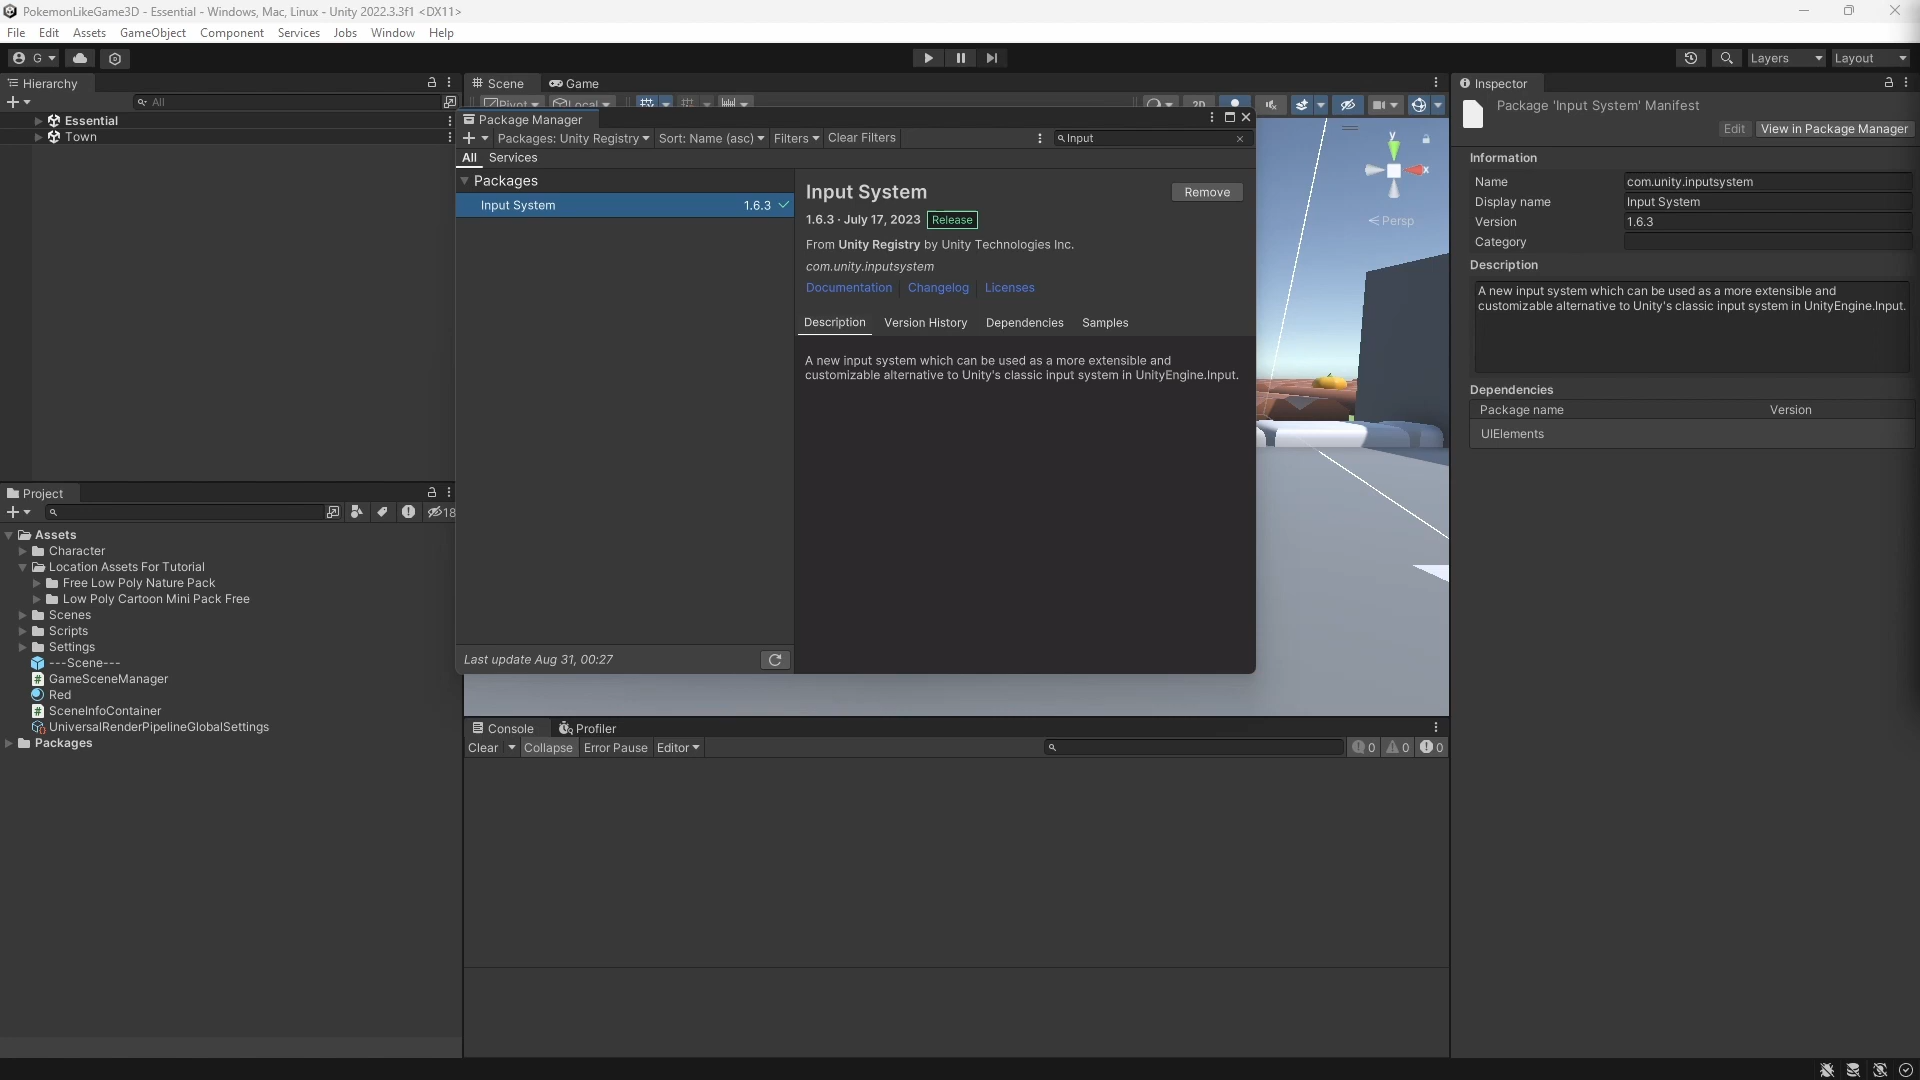 PokemonLikeGame3D - Essential - Windows, Mac, Linux - Unity 2022.3.3f1 <DX11>
File Edit Assets GameObject Component Services Jobs Window Help
G Layers Layout
Hierarchy
All
Essential
Town
Scene Game
Pivot Local 2D
Package Manager
Packages: Unity Registry Sort: Name (asc) Filters Clear Filters Input
All Services
Packages
Input System 1.6.3
Last update Aug 31, 00:27
Input System Remove
1.6.3 · July 17, 2023 Release
From Unity Registry by Unity Technologies Inc.
com.unity.inputsystem
Documentation Changelog Licenses
Description Version History Dependencies Samples
A new input system which can be used as a more extensible and
customizable alternative to Unity's classic input system in UnityEngine.Input.
y
x
Persp
Inspector
Package 'Input System' Manifest
Edit View in Package Manager
Information
Name com.unity.inputsystem
Display name Input System
Version 1.6.3
Category
Description
A new input system which can be used as a more extensible and
customizable alternative to Unity's classic input system in UnityEngine.Input.
Dependencies
Package name Version
UIElements
Project
18
Assets
Character
Location Assets For Tutorial
Free Low Poly Nature Pack
Low Poly Cartoon Mini Pack Free
Scenes
Scripts
Settings
---Scene---
GameSceneManager
Red
SceneInfoContainer
UniversalRenderPipelineGlobalSettings
Packages
Console Profiler
Clear Collapse Error Pause Editor 0 0 0